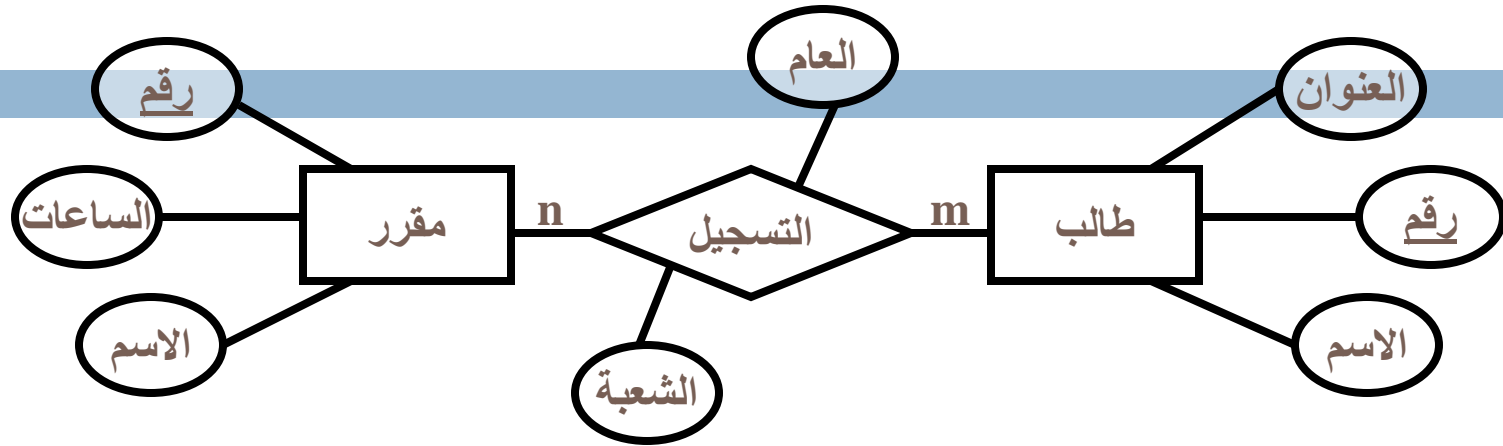 العام
العنوان
رقم
طالب
m
التسجيل
n
مقرر
رقم
الساعات
الاسم
الشعبة
الاسم